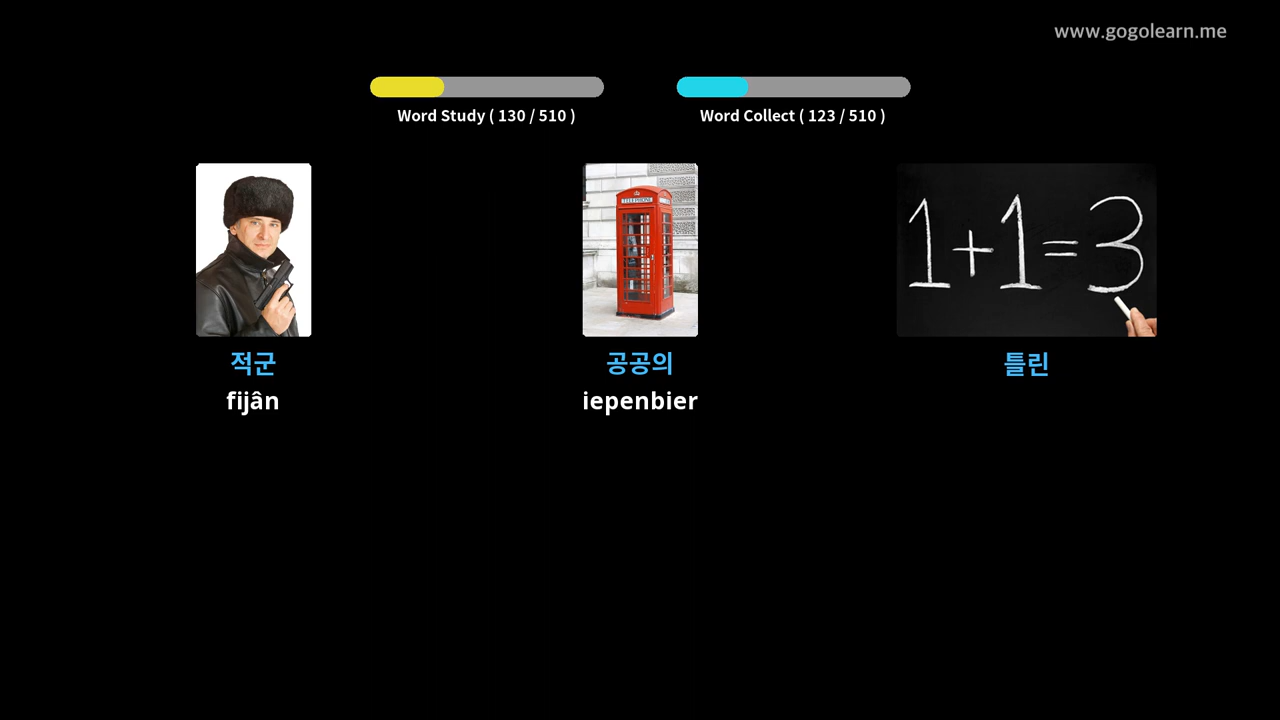 www.gogolearn.me
Word Study ( 130 / 510 )
Word Collect ( 123 / 510 )
TELEPHONE
1+1=3
적군
공공의
틀린
fijân
iepenbier